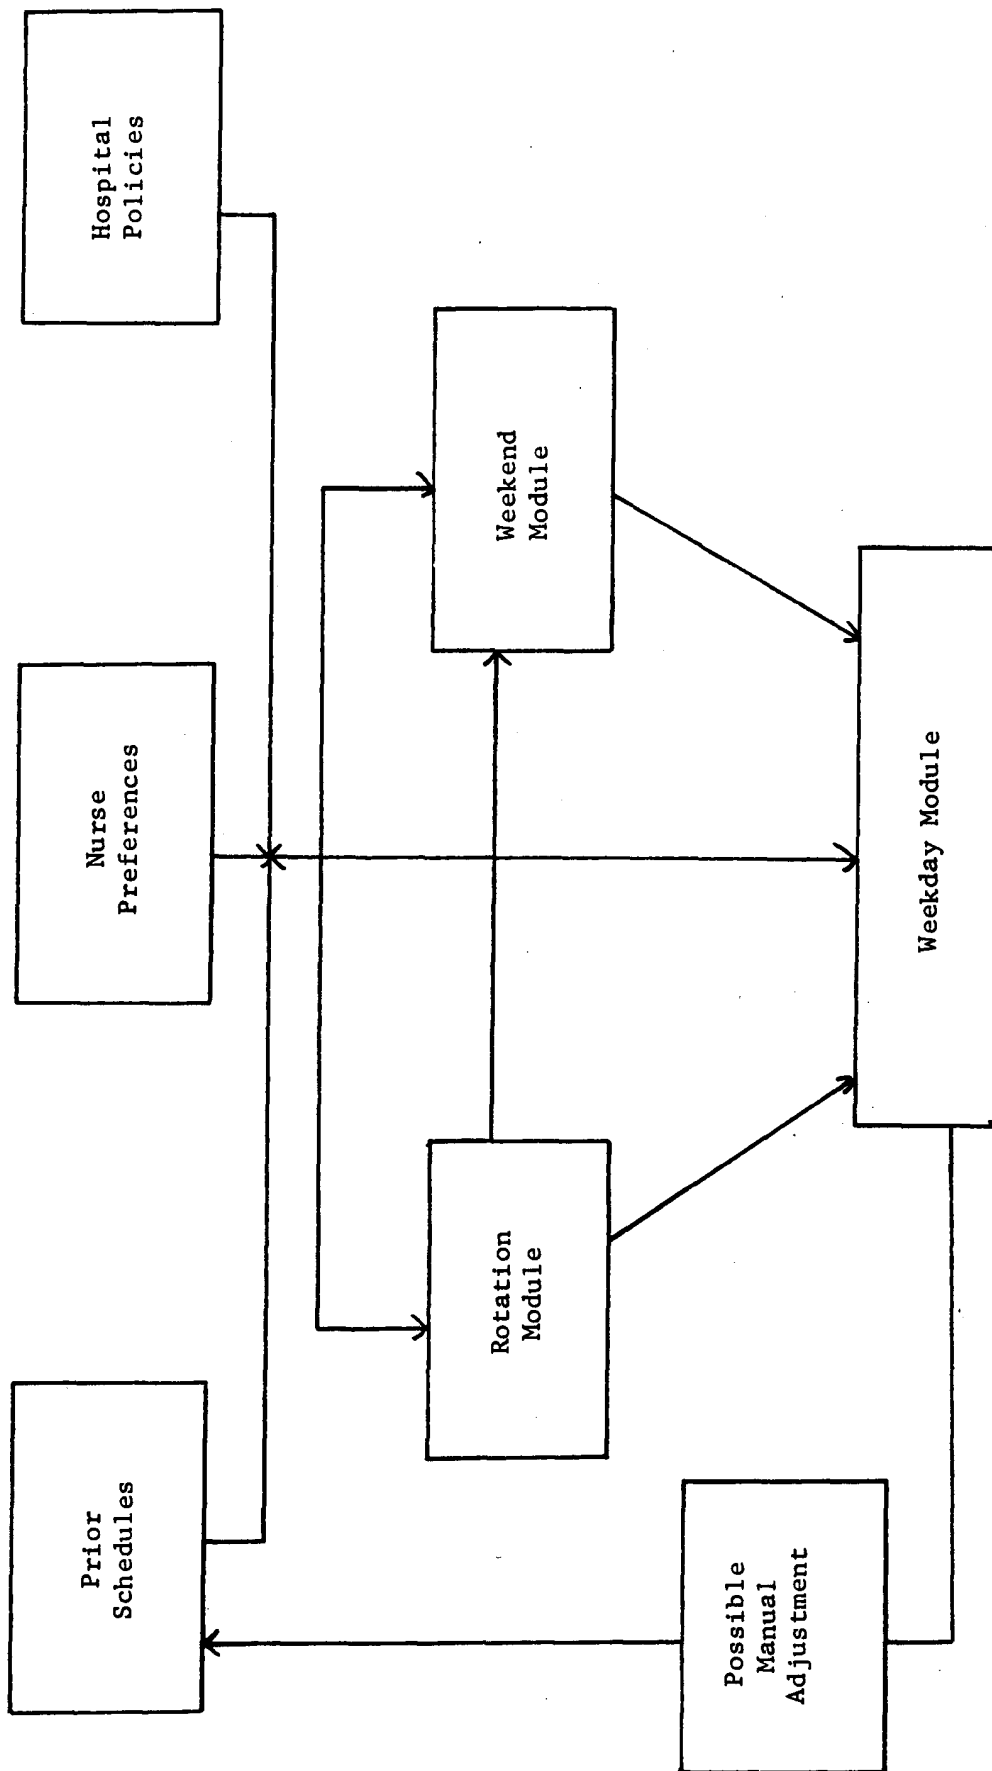 Prior
Schedules
Nurse
Preferences
Hospital
Policies
Rotation
Module
Weekend
Module
Possible
Manual
Adjustment
Weekday Module